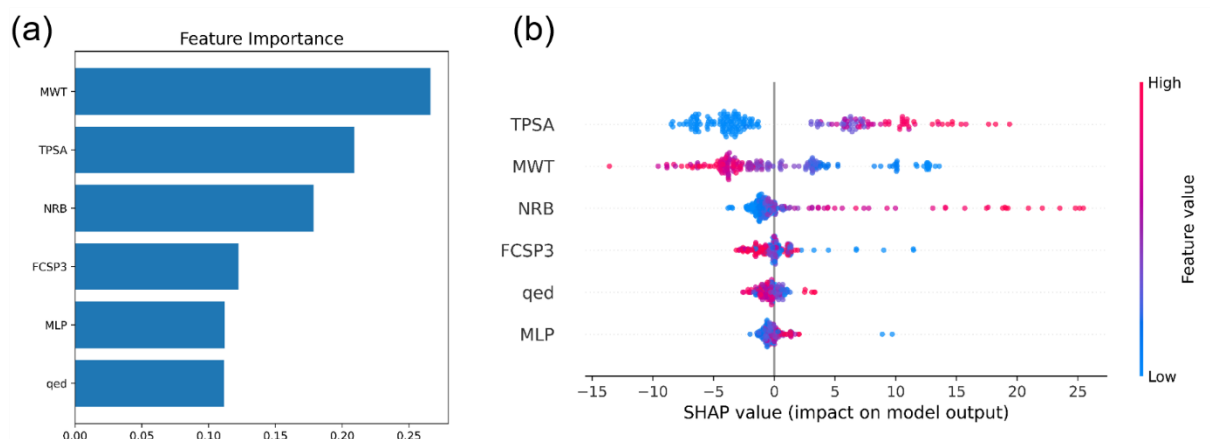 (a)
Feature Importance
MWT
TPSA
NRB
FCSP3
MLP
qed
0.00 0.05 0.10 0.15 0.20 0.25
(b)
High
TPSA
MWT
NRB
FCSP3
qed
MLP
Feature value
Low
−15 −10 −5 0 5 10 15 20 25
SHAP value (impact on model output)